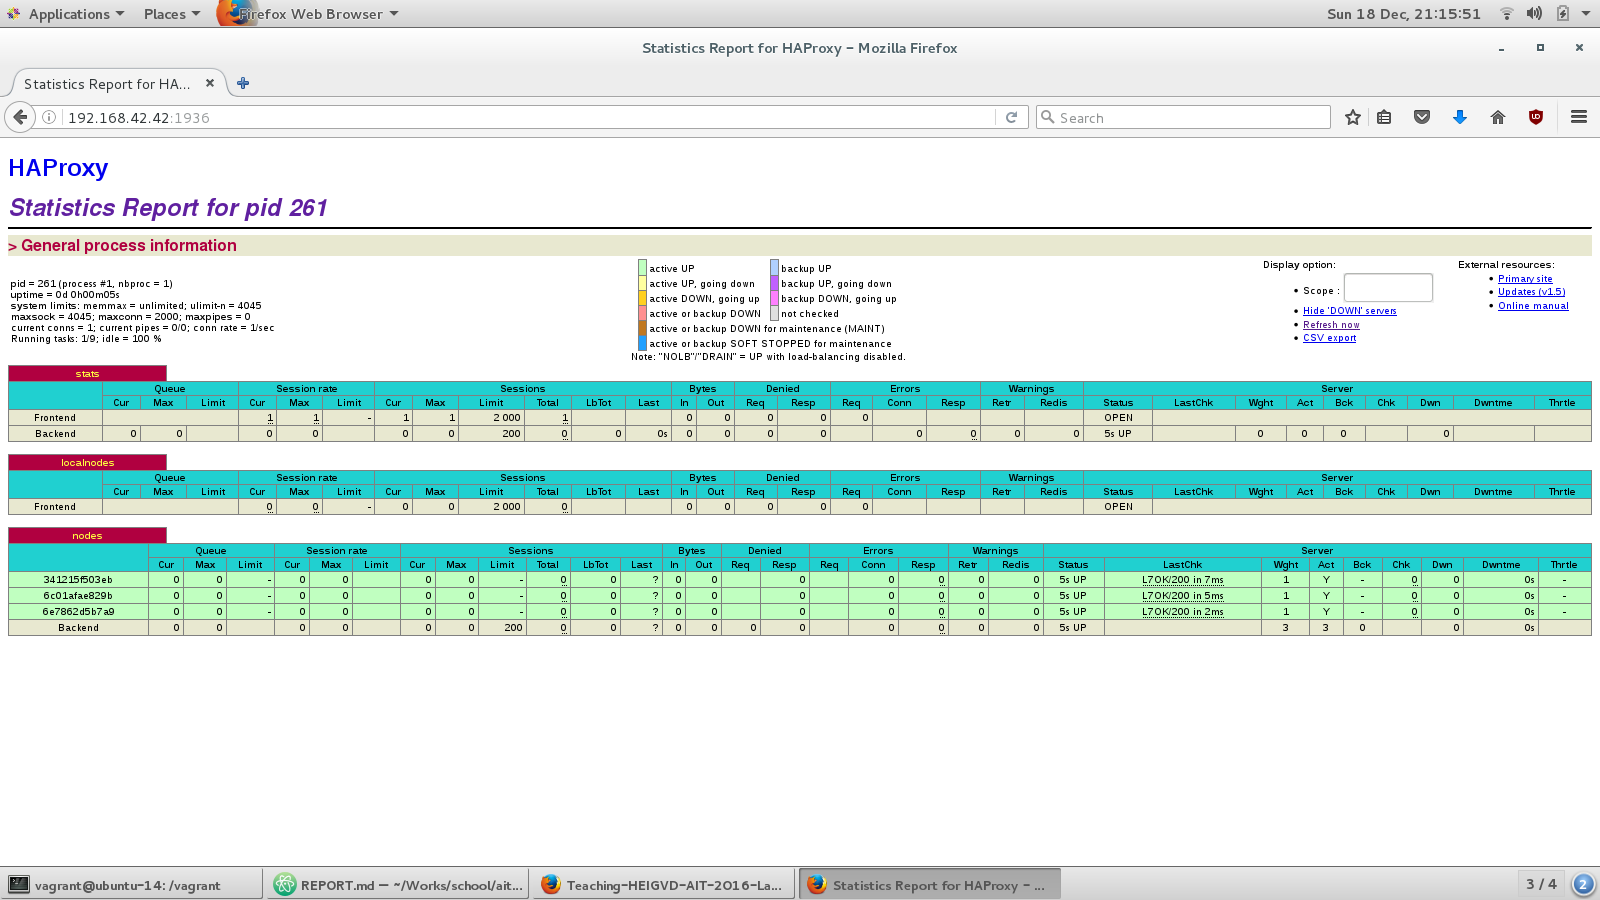 Applications Places Firefox Web Browser Sun 18 Dec, 21:15:51
Statistics Report for HAProxy - Mozilla Firefox
Statistics Report for HA...
192.168.42.42:1936 Search
HAProxy
Statistics Report for pid 261
> General process information
pid = 261 (process #1, nbproc = 1)
uptime = 0d 0h00m05s
system limits: memmax = unlimited; ulimit-n = 4045
maxsock = 4045; maxconn = 2000; maxpipes = 0
current conns = 1; current pipes = 0/0; conn rate = 1/sec
Running tasks: 1/9; idle = 100 %
active UP backup UP
active UP, going down backup UP, going down
active DOWN, going up backup DOWN, going up
active or backup DOWN not checked
active or backup DOWN for maintenance (MAINT)
active or backup SOFT STOPPED for maintenance
Note: "NOLB"/"DRAIN" = UP with load-balancing disabled.
Display option:
• Scope :
• Hide 'DOWN' servers
• Refresh now
• CSV export
External resources:
• Primary site
• Updates (v1.5)
• Online manual
stats
Queue Session rate Sessions Bytes Denied Errors Warnings Server
Cur Max Limit Cur Max Limit Cur Max Limit Total LbTot Last In Out Req Resp Req Conn Resp Retr Redis Status LastChk Wght Act Bck Chk Dwn Dwntme Thrtle
Frontend 1 1 - 1 1 2 000 1 0 0 0 0 0 OPEN
Backend 0 0 0 0 0 0 200 0 0 0s 0 0 0 0 0 0 0 0 5s UP 0 0 0 0
localnodes
Queue Session rate Sessions Bytes Denied Errors Warnings Server
Cur Max Limit Cur Max Limit Cur Max Limit Total LbTot Last In Out Req Resp Req Conn Resp Retr Redis Status LastChk Wght Act Bck Chk Dwn Dwntme Thrtle
Frontend 0 0 - 0 0 2 000 0 0 0 0 0 0 OPEN
nodes
Queue Session rate Sessions Bytes Denied Errors Warnings Server
Cur Max Limit Cur Max Limit Cur Max Limit Total LbTot Last In Out Req Resp Req Conn Resp Retr Redis Status LastChk Wght Act Bck Chk Dwn Dwntme Thrtle
341215f503eb 0 0 - 0 0 0 0 - 0 0 ? 0 0 0 0 0 0 0 5s UP L7OK/200 in 7ms 1 Y - 0 0 0s -
6c01afae829b 0 0 - 0 0 0 0 - 0 0 ? 0 0 0 0 0 0 0 5s UP L7OK/200 in 5ms 1 Y - 0 0 0s -
6e7862d5b7a9 0 0 - 0 0 0 0 - 0 0 ? 0 0 0 0 0 0 0 5s UP L7OK/200 in 2ms 1 Y - 0 0 0s -
Backend 0 0 0 0 0 0 200 0 0 ? 0 0 0 0 0 0 0 0 5s UP 3 3 0 0 0s
vagrant@ubuntu-14: /vagrant REPORT.md — ~/Works/school/ait... Teaching-HEIGVD-AIT-2016-La... Statistics Report for HAProxy - ... 3 / 4 2